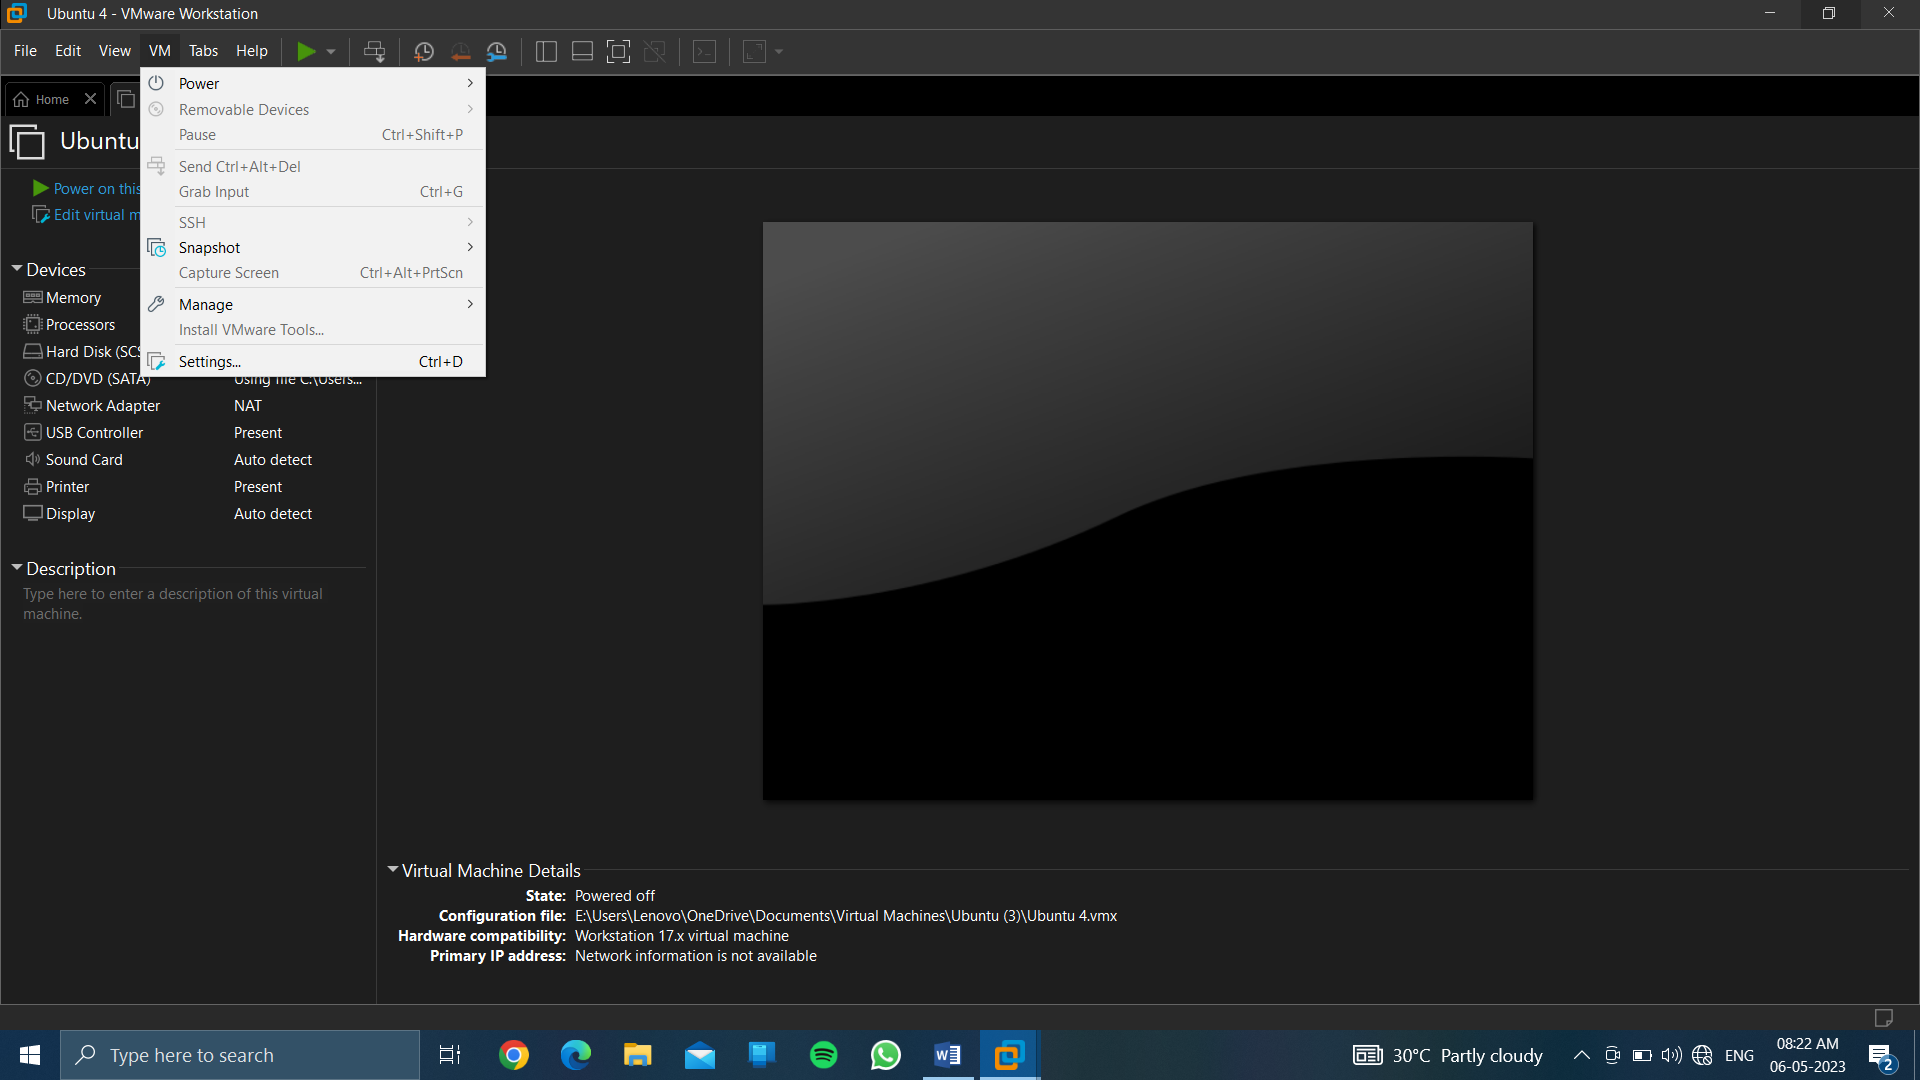 Ubuntu 4 - VMware Workstation
File Edit View VM Tabs Help
Home
Ubuntu
Power on this
Edit virtual m
Power
Removable Devices
Pause Ctrl+Shift+P
Send Ctrl+Alt+Del
Grab Input Ctrl+G
SSH
Snapshot
Capture Screen Ctrl+Alt+PrtScn
Manage
Install VMware Tools...
Settings... Ctrl+D
Devices
Memory
Processors
Hard Disk (SCS
CD/DVD (SATA) Using file C:\Users...
Network Adapter NAT
USB Controller Present
Sound Card Auto detect
Printer Present
Display Auto detect
Description
Type here to enter a description of this virtual
machine.
Virtual Machine Details
State: Powered off
Configuration file: E:\Users\Lenovo\OneDrive\Documents\Virtual Machines\Ubuntu (3)\Ubuntu 4.vmx
Hardware compatibility: Workstation 17.x virtual machine
Primary IP address: Network information is not available
Type here to search
30°C Partly cloudy
ENG
08:22 AM
06-05-2023
2